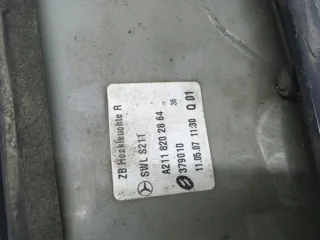 ZB Heckleuchte R
SWL S211
A211 820 28 64 36
379010 Q 01
11.05.07 11:30